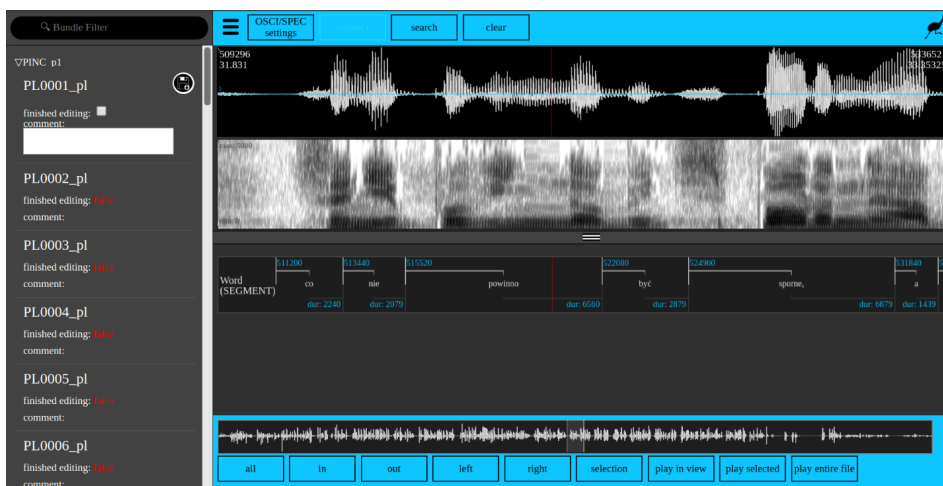 Bundle Filter
OSCI/SPEC
settings
search
clear
PINC p1
PL0001_pl
finished editing:
comment:
PL0002_pl
finished editing: false
comment:
PL0003_pl
finished editing: false
comment:
PL0004_pl
finished editing: false
comment:
PL0005_pl
finished editing: false
comment:
PL0006_pl
finished editing: false
comment:
509296
31.831
Word
(SEGMENT)
511200 513440 515520 522080 524960 531840
co nie powinno być sporne, a
dur: 2240 dur: 2079 dur: 6560 dur: 2879 dur: 6879 dur: 1439
all in out left right selection play in view play selected play entire file